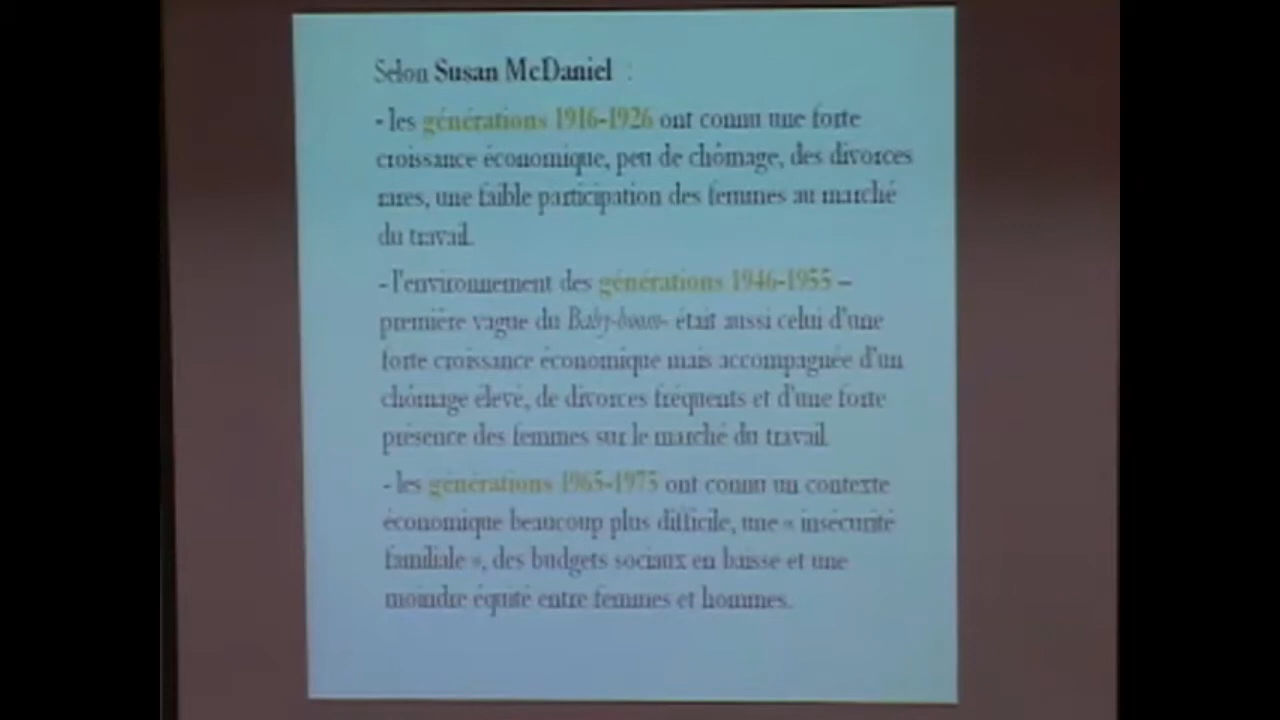 Selon Susan McDaniel :
- les générations 1916-1926 ont connu une forte
croissance économique, peu de chômage, des divorces
rares, une faible participation des femmes au marché
du travail.
- l'environnement des générations 1946-1955 –
première vague du Baby-boom- était aussi celui d'une
forte croissance économique mais accompagnée d'un
chômage élevé, de divorces fréquents et d'une forte
présence des femmes sur le marché du travail.
- les générations 1965-1975 ont connu un contexte
économique beaucoup plus difficile, une « insécurité
familiale », des budgets sociaux en baisse et une
moindre équité entre femmes et hommes.